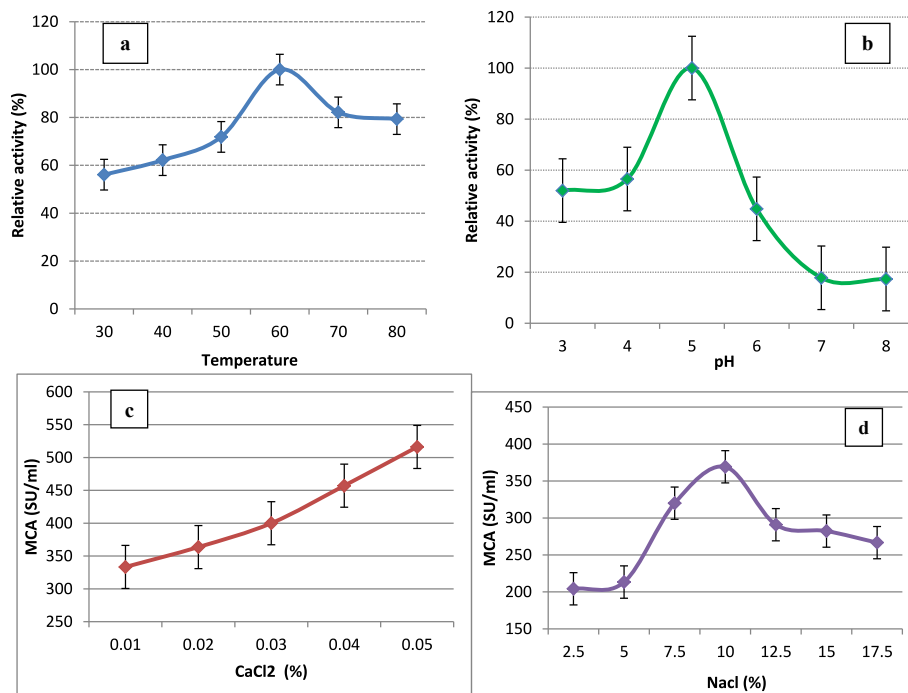 a
120
100
80
60
40
20
0
Relative activity (%)
30 40 50 60 70 80
Temperature
b
120
100
80
60
40
20
0
Relative activity (%)
3 4 5 6 7 8
pH
c
600
550
500
450
400
350
300
250
MCA (SU/ml)
0.01 0.02 0.03 0.04 0.05
CaCl2 (%)
d
450
400
350
300
250
200
150
MCA (SU/ml)
2.5 5 7.5 10 12.5 15 17.5
Nacl (%)